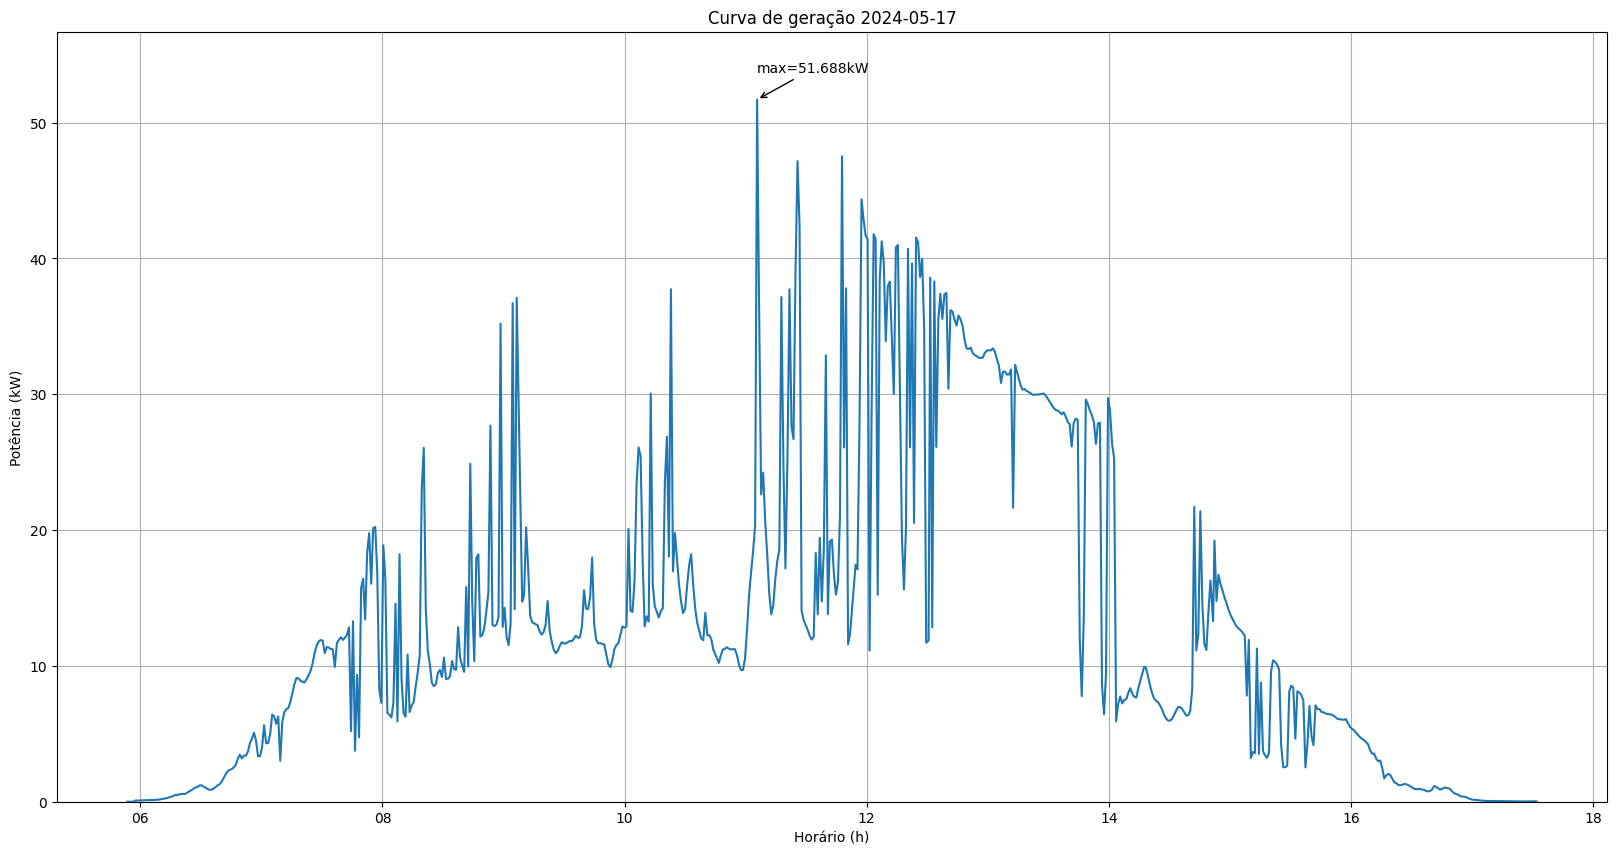 Curva de geração 2024-05-17
max=51.688kW
Potência (kW)
50
40
30
20
10
0
06 08 10 12 14 16 18
Horário (h)